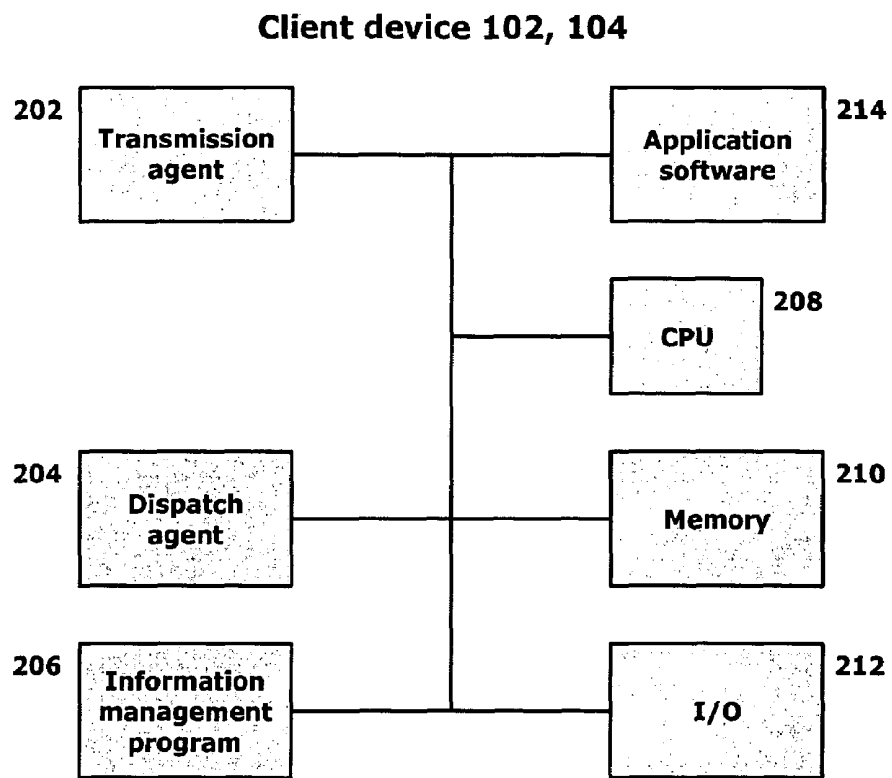 Client device 102, 104
202
Transmission
agent
214
Application
software
208
CPU
204
Dispatch
agent
210
Memory
206
Information
management
program
212
I/O